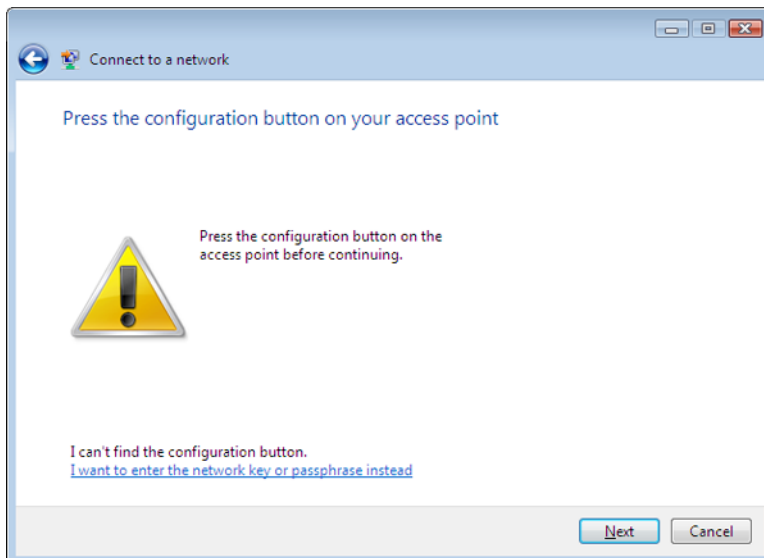 Connect to a network
Press the configuration button on your access point
Press the configuration button on the
access point before continuing.
I can't find the configuration button.
I want to enter the network key or passphrase instead
Next
Cancel